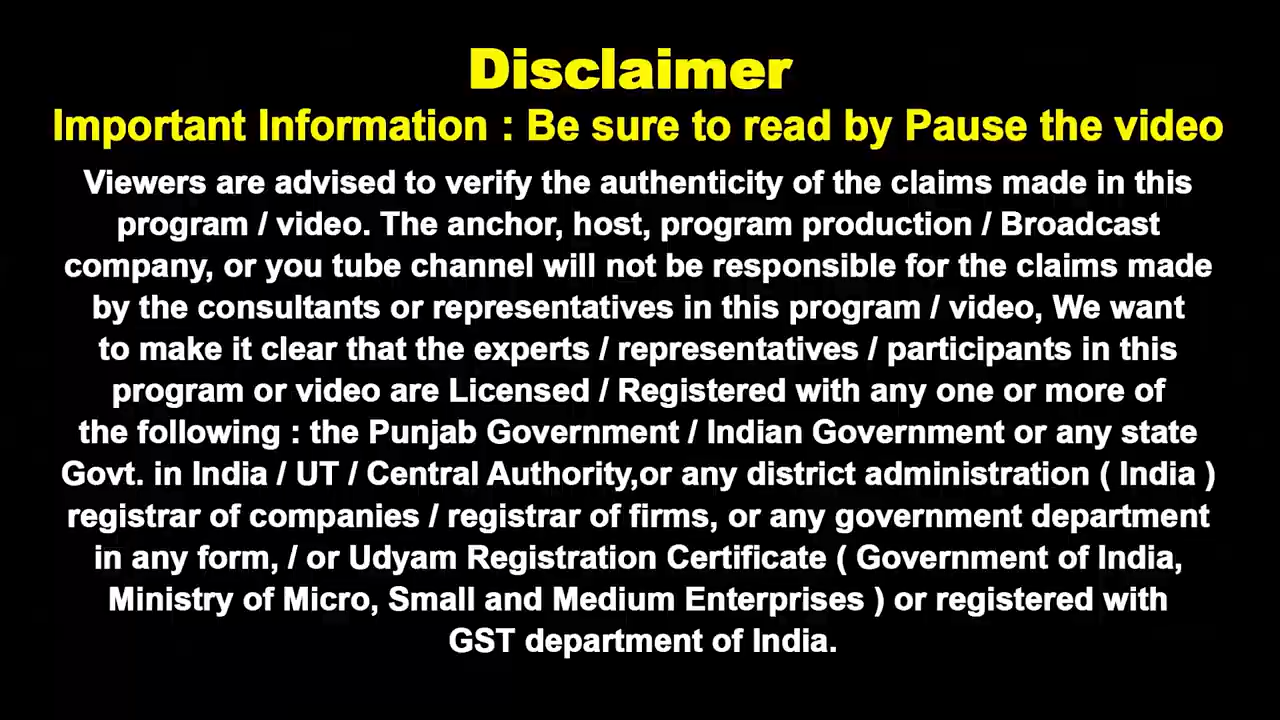 Disclaimer
Important Information : Be sure to read by Pause the video
Viewers are advised to verify the authenticity of the claims made in this
program / video. The anchor, host, program production / Broadcast
company, or you tube channel will not be responsible for the claims made
by the consultants or representatives in this program / video, We want
to make it clear that the experts / representatives / participants in this
program or video are Licensed / Registered with any one or more of
the following : the Punjab Government / Indian Government or any state
Govt. in India / UT / Central Authority,or any district administration ( India )
registrar of companies / registrar of firms, or any government department
in any form, / or Udyam Registration Certificate ( Government of India,
Ministry of Micro, Small and Medium Enterprises ) or registered with
GST department of India.